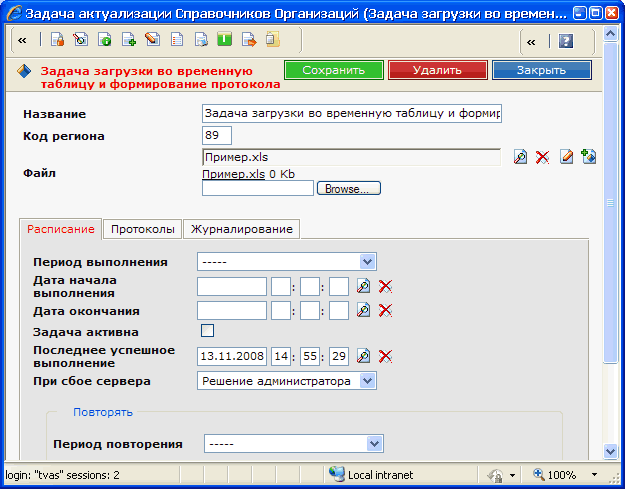 Задача актуализации Справочников Организаций (Задача загрузки во времен...
Задача загрузки во временную
таблицу и формирование протокола
Сохранить Удалить Закрыть
Название Задача загрузки во временную таблицу и формир
Код региона 89
Пример.xls
Файл Пример.xls 0 Kb
Browse...
Расписание Протоколы Журналирование
Период выполнения -----
Дата начала
выполнения : :
Дата окончания : :
Задача активна
Последнее успешное
выполнение 13.11.2008 14 : 55 : 29
При сбое сервера Решение администратора
Повторять
Период повторения -----
login: "tvas" sessions: 2 Local intranet 100%